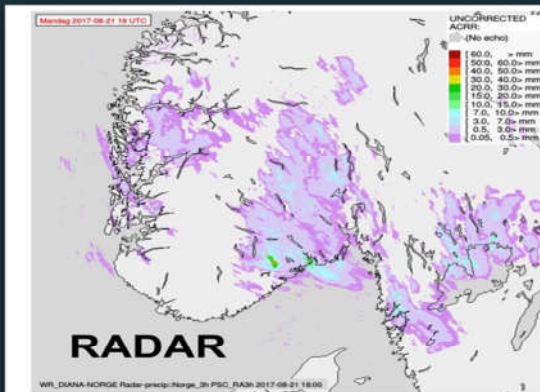 Mandag 2017-08-21 18 UTC
UNCORRECTED
ACRR:
(No echo)
[ 60.0, > mm
[ 50.0, 60.0> mm
[ 40.0, 50.0> mm
[ 30.0, 40.0> mm
[ 20.0, 30.0> mm
[ 15.0, 20.0> mm
[ 10.0, 15.0> mm
[ 7.0, 10.0> mm
[ 3.0, 7.0> mm
[ 0.5, 3.0> mm
[ 0.05, 0.5> mm
RADAR
WR_DIANA-NORGE Radar-precip::Norge_3h PSC_RA3h 2017-08-21 18:00